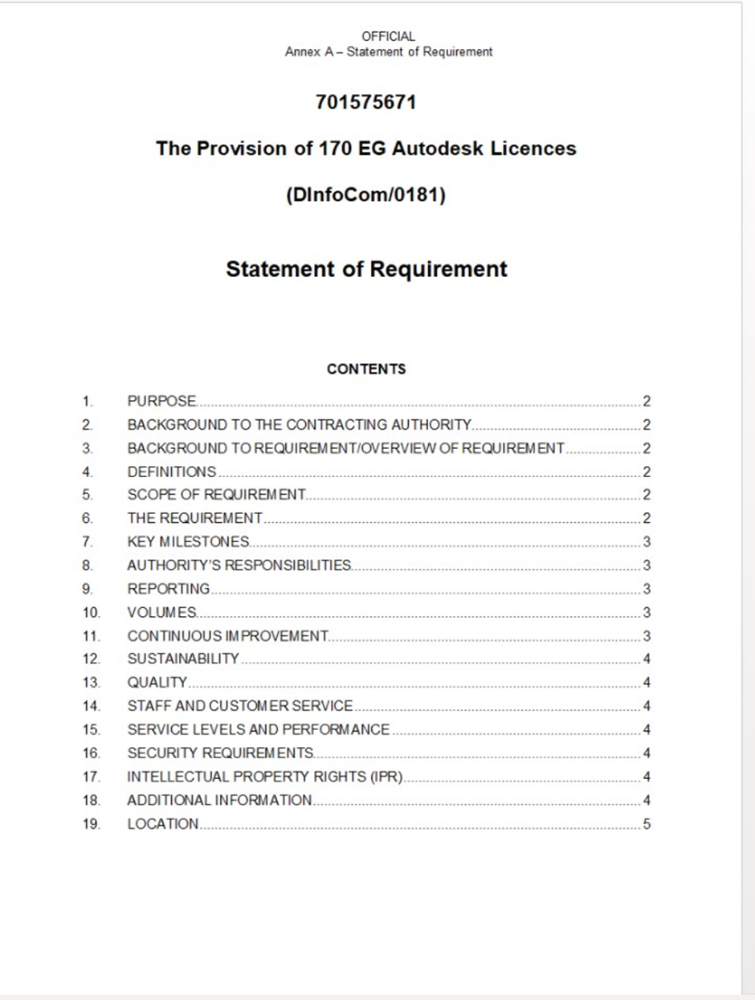 OFFICIAL
Annex A – Statement of Requirement
701575671
The Provision of 170 EG Autodesk Licences
(DInfoCom/0181)
Statement of Requirement
CONTENTS
1. PURPOSE 2
2. BACKGROUND TO THE CONTRACTING AUTHORITY 2
3. BACKGROUND TO REQUIREMENT/OVERVIEW OF REQUIREMENT 2
4. DEFINITIONS 2
5. SCOPE OF REQUIREMENT 2
6. THE REQUIREMENT 2
7. KEY MILESTONES 3
8. AUTHORITY'S RESPONSIBILITIES 3
9. REPORTING 3
10. VOLUMES 3
11. CONTINUOUS IMPROVEMENT 3
12. SUSTAINABILITY 4
13. QUALITY 4
14. STAFF AND CUSTOMER SERVICE 4
15. SERVICE LEVELS AND PERFORMANCE 4
16. SECURITY REQUIREMENTS 4
17. INTELLECTUAL PROPERTY RIGHTS (IPR) 4
18. ADDITIONAL INFORMATION 4
19. LOCATION 5